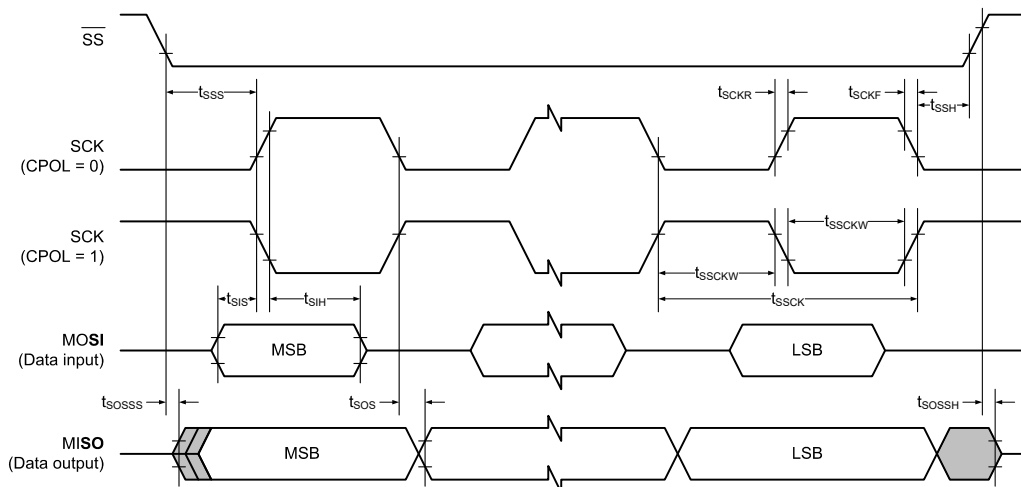 SS
tSSS
tSCKR
tSCKF
tSSH
SCK
(CPOL = 0)
SCK
(CPOL = 1)
tSSCKW
tSSCKW
tSIS
tSIH
tSSCK
MOSI
(Data input)
MSB
LSB
tSOSSS
tSOS
tSOSSH
MISO
(Data output)
MSB
LSB